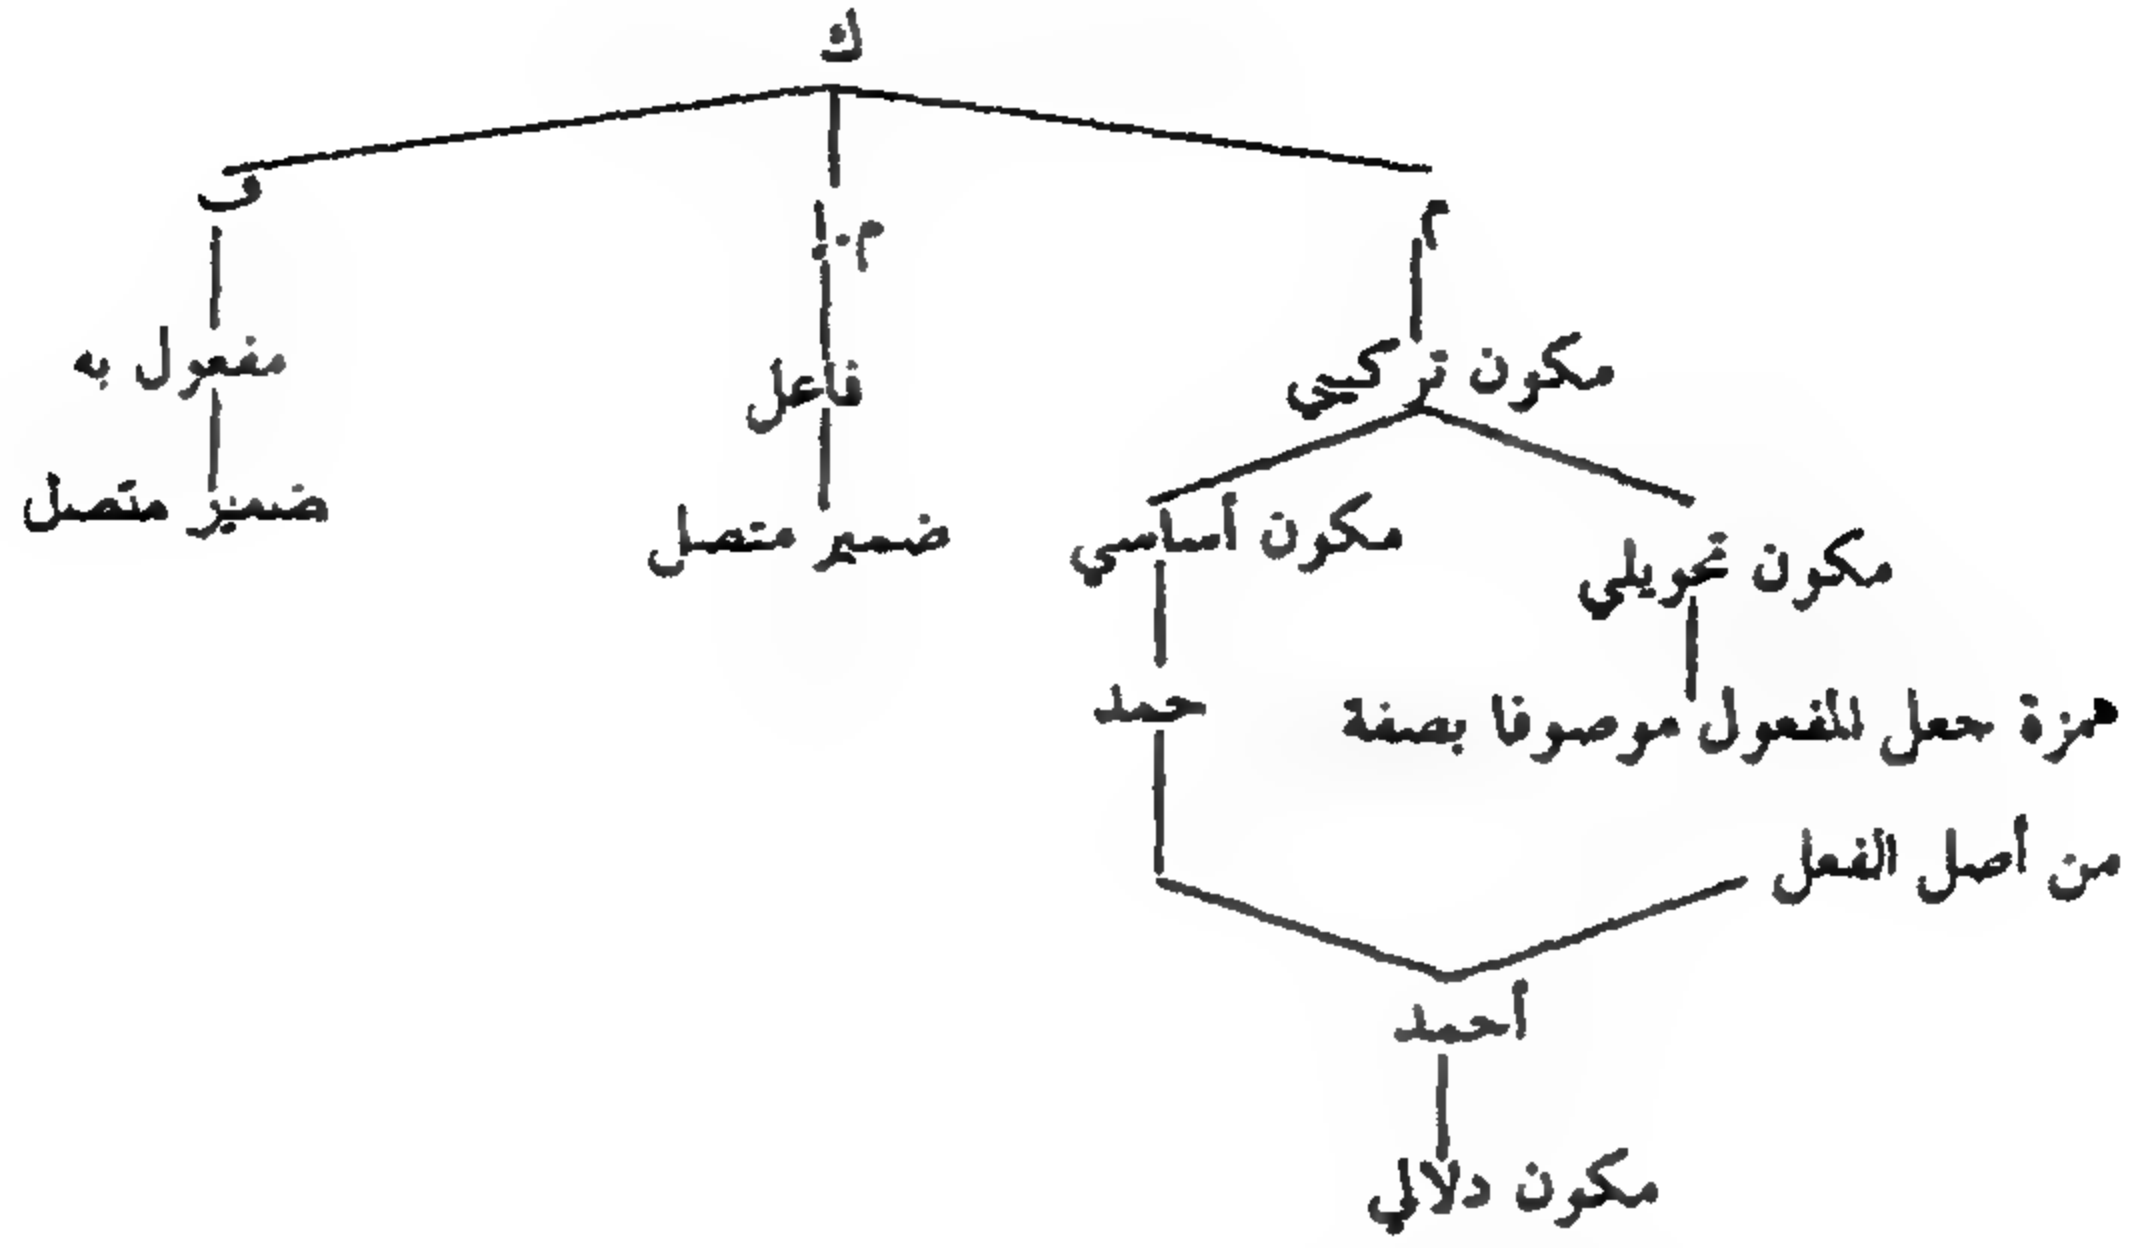 ك
م
م.إ
ف
مكون تركيبي
فاعل
مفعول به
مكون تحويلي
مكون أساسي
ضمير متصل
ضمير متصل
همزة جعل المفعول موصوفا بصفة
حمد
من أصل الفعل
أحمد
مكون دلالي